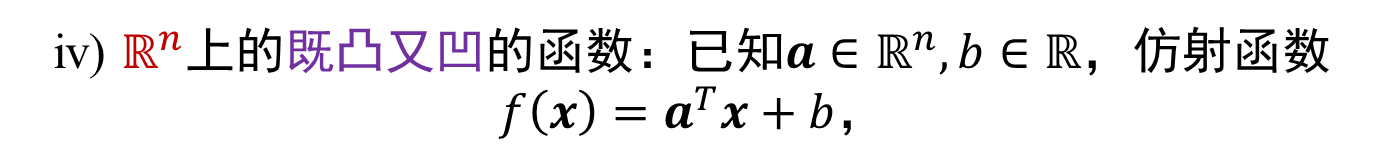 iv) ℝⁿ上的既凸又凹的函数：已知𝒂 ∈ ℝⁿ, b ∈ ℝ，仿射函数
f(𝒙) = 𝒂ᵀ𝒙 + b，